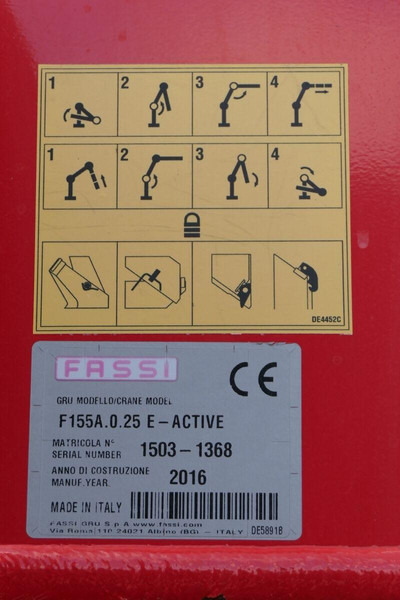 1 2 3 4
1 2 3 4
DE4452C
FASSI
CE
GRU MODELLO/CRANE MODEL
F155A.0.25 E-ACTIVE
MATRICOLA N°
SERIAL NUMBER 1503-1368
ANNO DI COSTRUZIONE
MANUF. YEAR. 2016
MADE IN ITALY
FASSI GRU S.p.A www.fassi.com
Via Roma, 110 24021 Albino (BG) - ITALY DE5891B